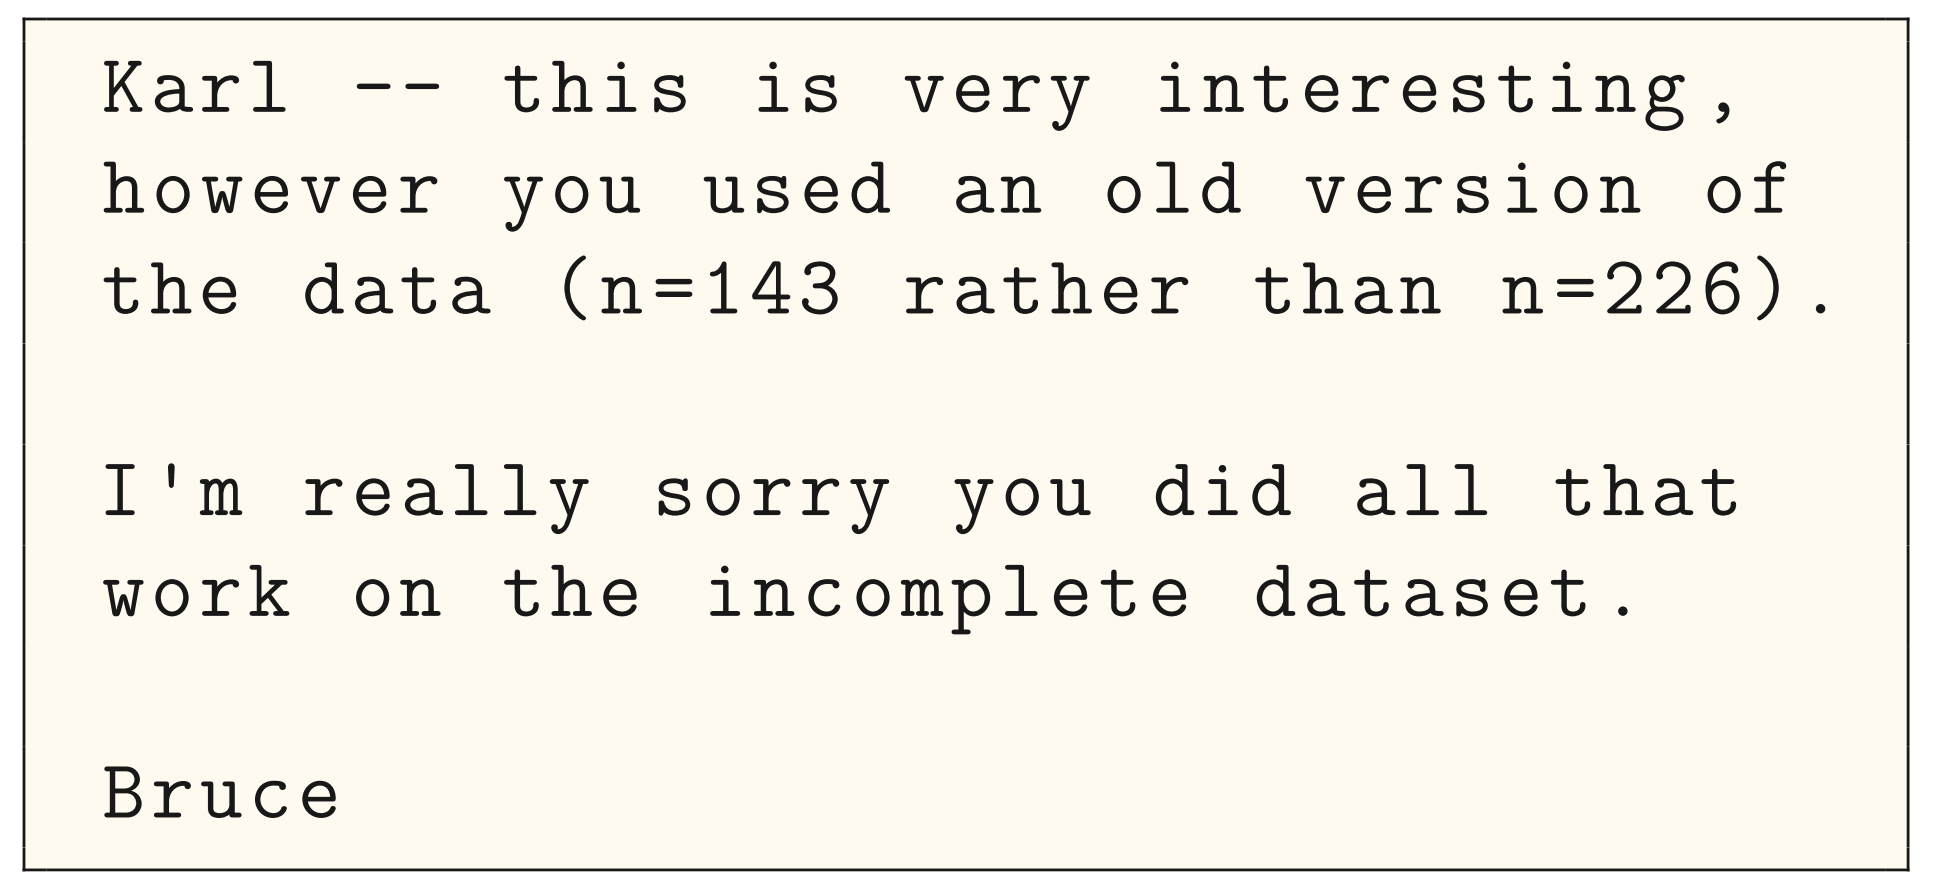 Karl -- this is very interesting,
however you used an old version of
the data (n=143 rather than n=226).
I'm really sorry you did all that
work on the incomplete dataset.
Bruce